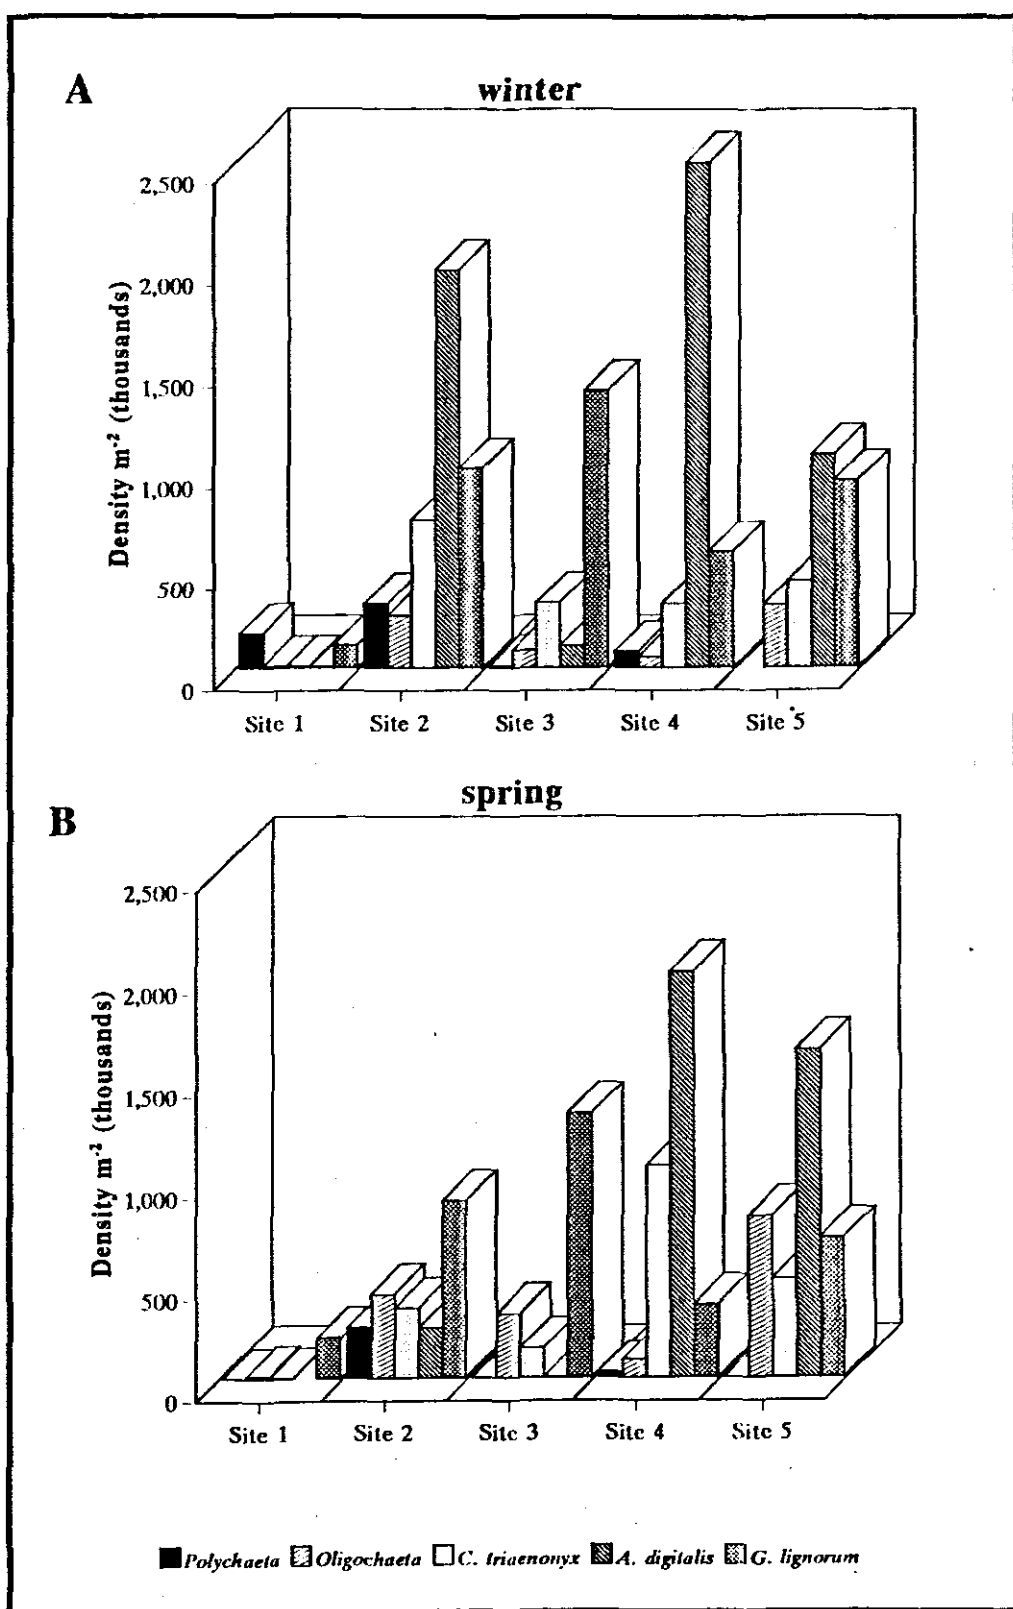 A
winter
2,500
2,000
1,500
1,000
500
0
Density m⁻² (thousands)
Site 1 Site 2 Site 3 Site 4 Site 5
B
spring
2,500
2,000
1,500
1,000
500
0
Density m⁻² (thousands)
Site 1 Site 2 Site 3 Site 4 Site 5
Polychaeta Oligochaeta C. triaenonyx A. digitalis G. lignorum